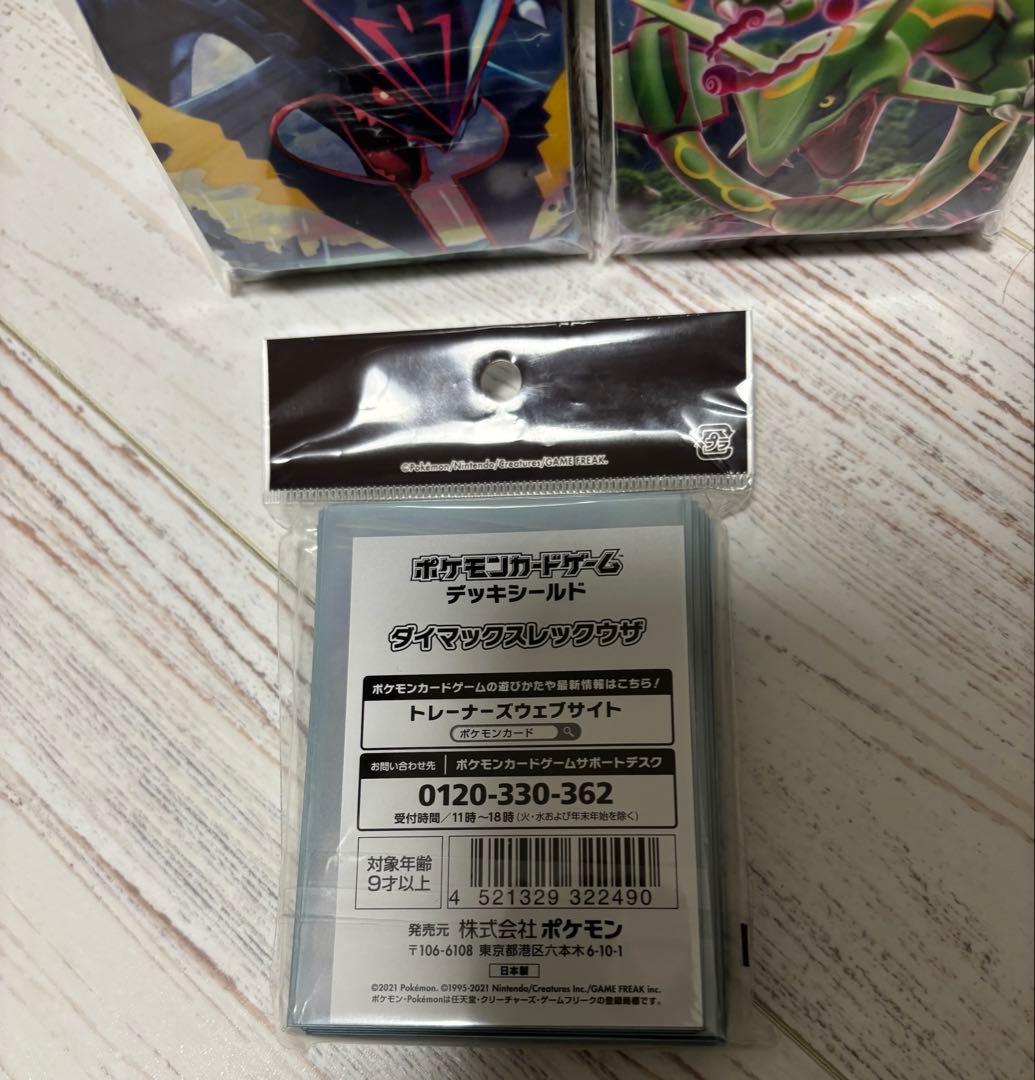 ©Pokémon/Nintendo/Creatures/GAME FREAK.
プラ
ポケモンカードゲーム
デッキシールド
ダイマックスレックウザ
ポケモンカードゲームの遊びかたや最新情報はこちら!
トレーナーズウェブサイト
ポケモンカード
お問い合わせ先 ポケモンカードゲームサポートデスク
0120-330-362
受付時間/11時~18時(火・水および年末年始を除く)
対象年齢
9才以上
4 521329 322490
発売元 株式会社ポケモン
〒106-6108 東京都港区六本木6-10-1
日本製
©2021 Pokémon. ©1995-2021 Nintendo/Creatures Inc./GAME FREAK inc.
ポケモン・Pokémonは任天堂・クリーチャーズ・ゲームフリークの登録商標です。